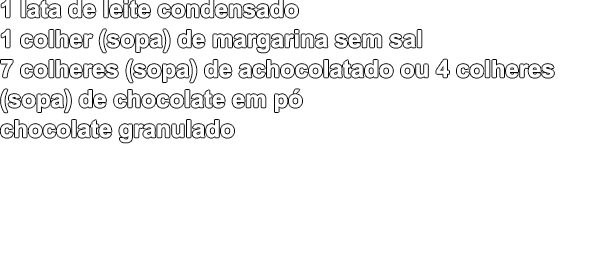 1 lata de leite condensado
1 colher (sopa) de margarina sem sal
7 colheres (sopa) de achocolatado ou 4 colheres
(sopa) de chocolate em pó
chocolate granulado